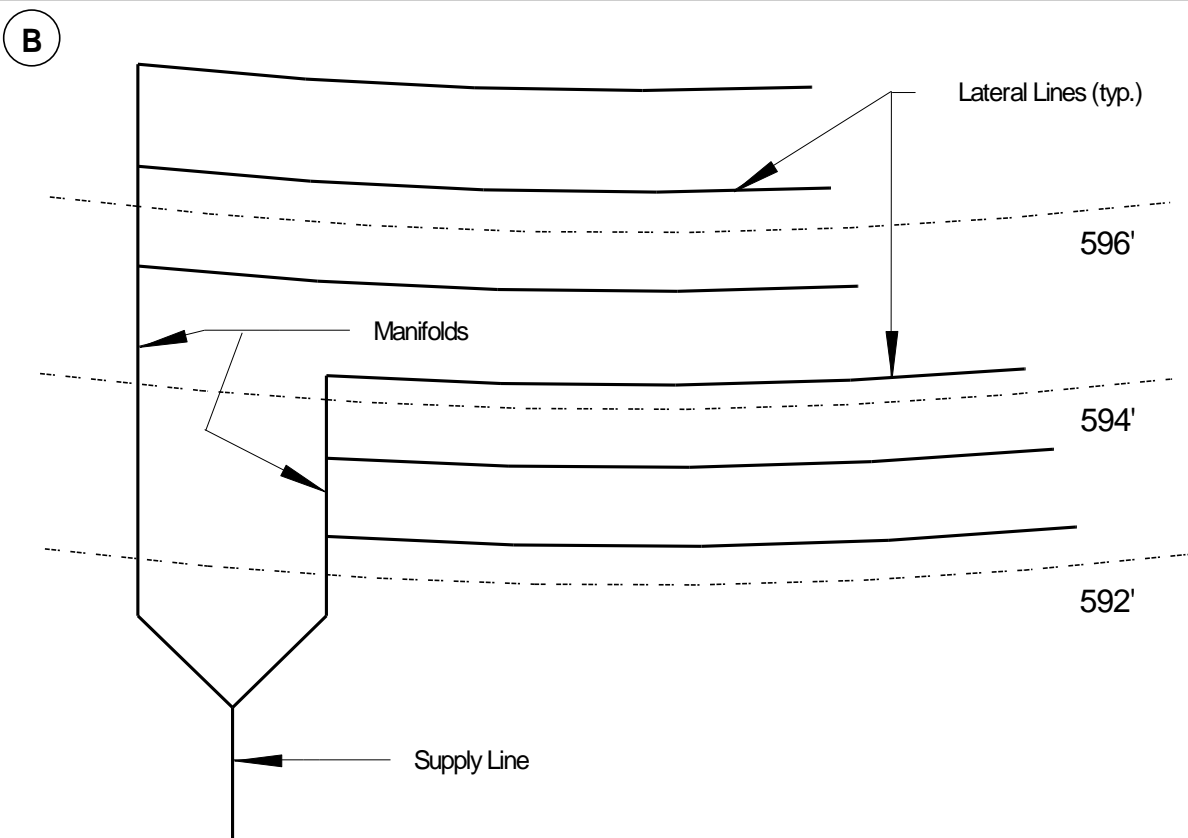 B
Lateral Lines (typ.)
596'
Manifolds
594'
592'
Supply Line